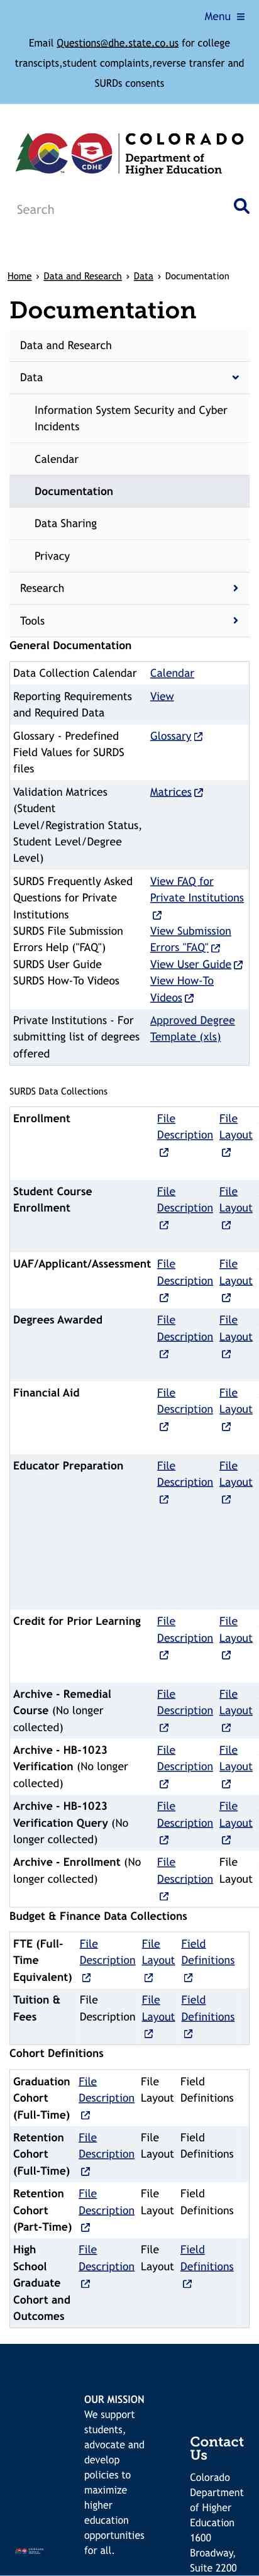 Menu
Email Questions@dhe.state.co.us for college
transcipts,student complaints,reverse transfer and
SURDs consents
CDHE
COLORADO
Department of
Higher Education
Search
Home › Data and Research › Data › Documentation
Documentation
Data and Research
Data
Information System Security and Cyber
Incidents
Calendar
Documentation
Data Sharing
Privacy
Research
Tools
General Documentation
Data Collection Calendar Calendar
Reporting Requirements View
and Required Data
Glossary - Predefined Glossary
Field Values for SURDS
files
Validation Matrices Matrices
(Student
Level/Registration Status,
Student Level/Degree
Level)
SURDS Frequently Asked View FAQ for
Questions for Private Private Institutions
Institutions
SURDS File Submission View Submission
Errors Help ("FAQ") Errors "FAQ"
SURDS User Guide View User Guide
SURDS How-To Videos View How-To
Videos
Private Institutions - For Approved Degree
submitting list of degrees Template (xls)
offered
SURDS Data Collections
Enrollment File File
Description Layout
Student Course File File
Enrollment Description Layout
UAF/Applicant/Assessment File File
Description Layout
Degrees Awarded File File
Description Layout
Financial Aid File File
Description Layout
Educator Preparation File File
Description Layout
Credit for Prior Learning File File
Description Layout
Archive - Remedial File File
Course (No longer Description Layout
collected)
Archive - HB-1023 File File
Verification (No longer Description Layout
collected)
Archive - HB-1023 File File
Verification Query (No Description Layout
longer collected)
Archive - Enrollment (No File File
longer collected) Description Layout
Budget & Finance Data Collections
FTE (Full- File File Field
Time Description Layout Definitions
Equivalent)
Tuition & File File Field
Fees Description Layout Definitions
Cohort Definitions
Graduation File File Field
Cohort Description Layout Definitions
(Full-Time)
Retention File File Field
Cohort Description Layout Definitions
(Full-Time)
Retention File File Field
Cohort Description Layout Definitions
(Part-Time)
High File File Field
School Description Layout Definitions
Graduate
Cohort and
Outcomes
OUR MISSION
We support
students,
advocate and
develop
policies to
maximize
higher
education
opportunities
for all.
Contact
Us
Colorado
Department
of Higher
Education
1600
Broadway,
Suite 2200